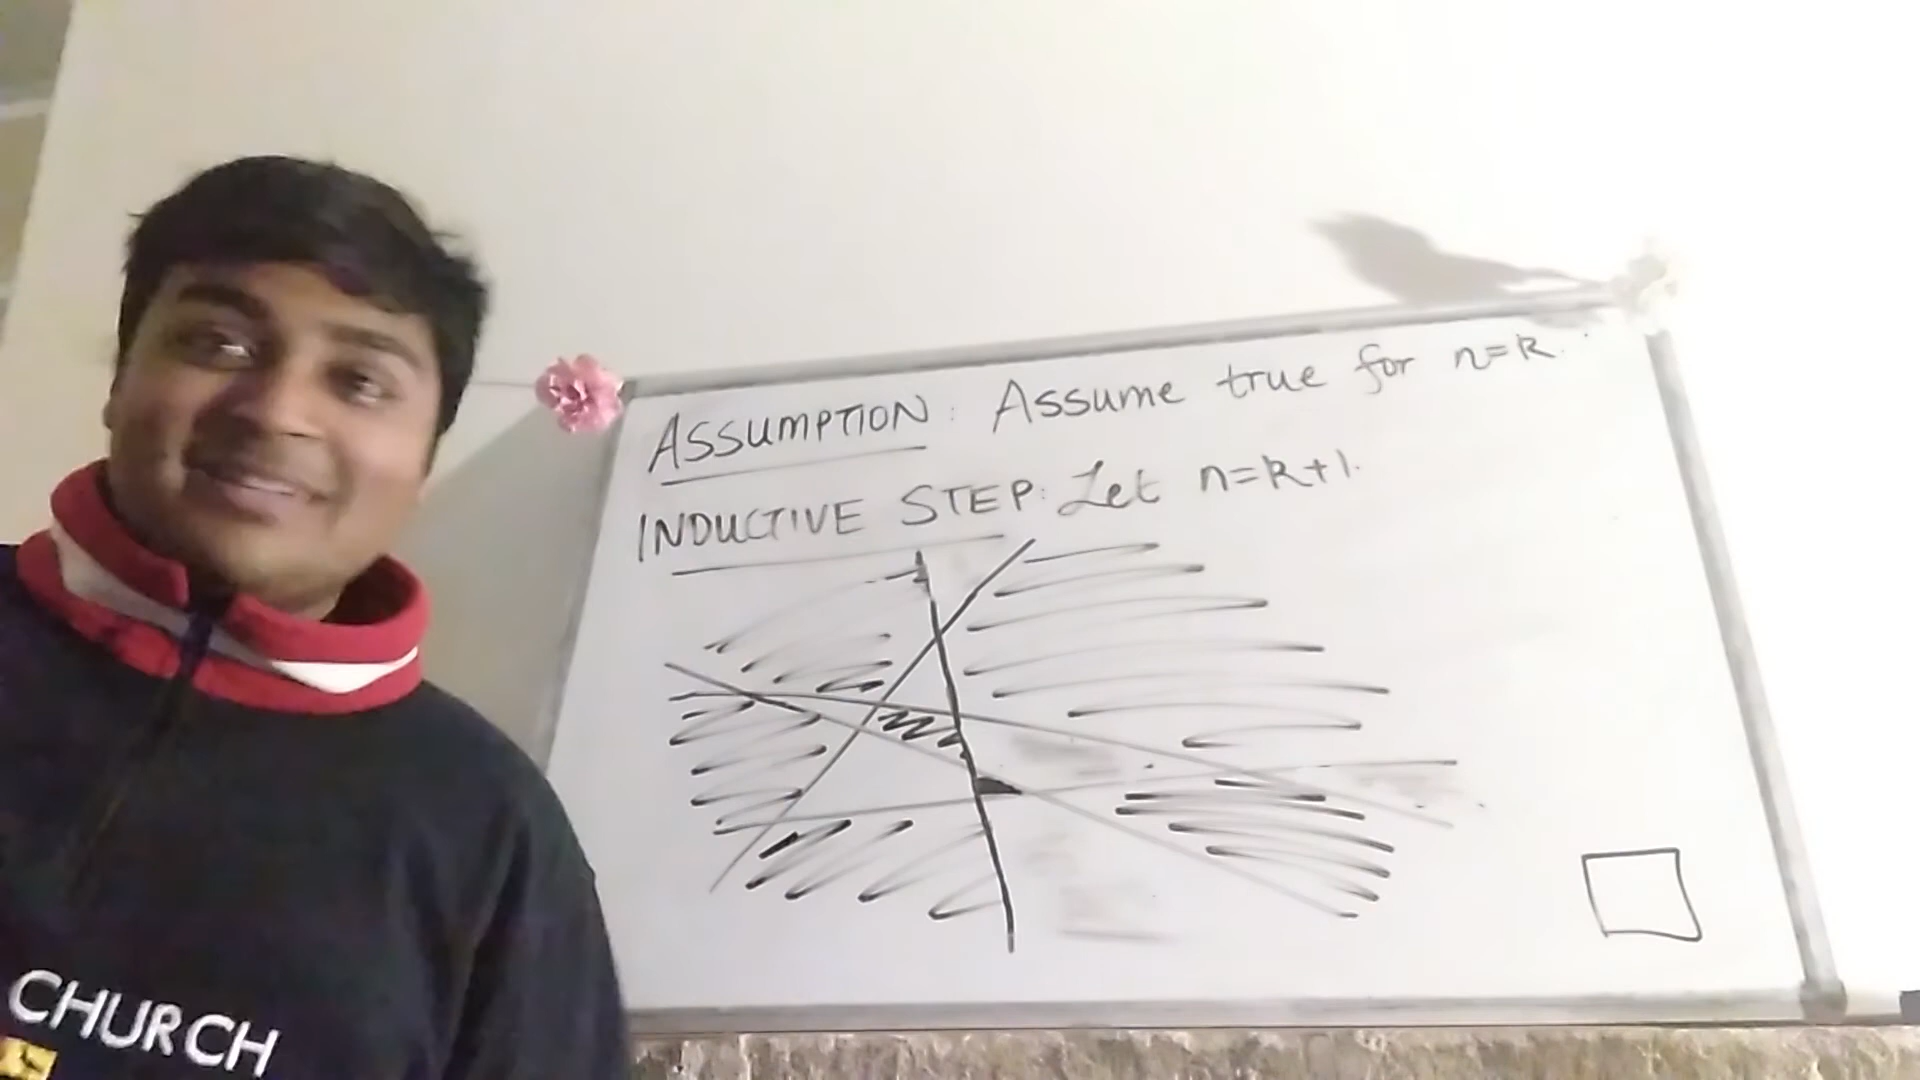 ASSUMPTION: Assume true for n=k.
INDUCTIVE STEP: Let n=k+1.
CHURCH